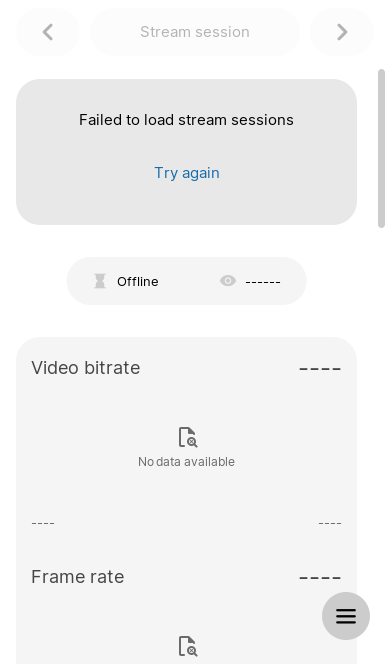 Stream session
Failed to load stream sessions
Try again
Offline
------
Video bitrate
----
No data available
----
----
Frame rate
----